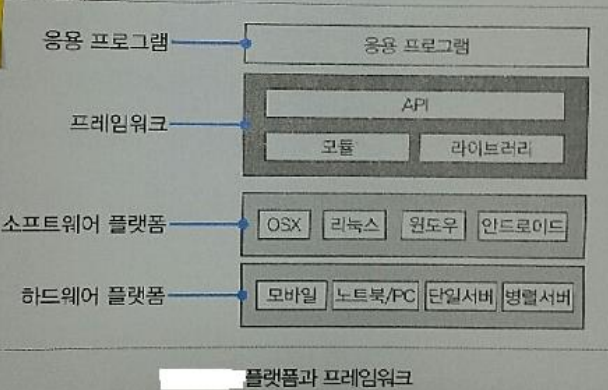 응용 프로그램 응용 프로그램
API
프레임워크
모듈 라이브러리
소프트웨어 플랫폼 OSX 리눅스 윈도우 안드로이드
하드웨어 플랫폼 모바일 노트북/PC 단일서버 병렬서버
플랫폼과 프레임워크